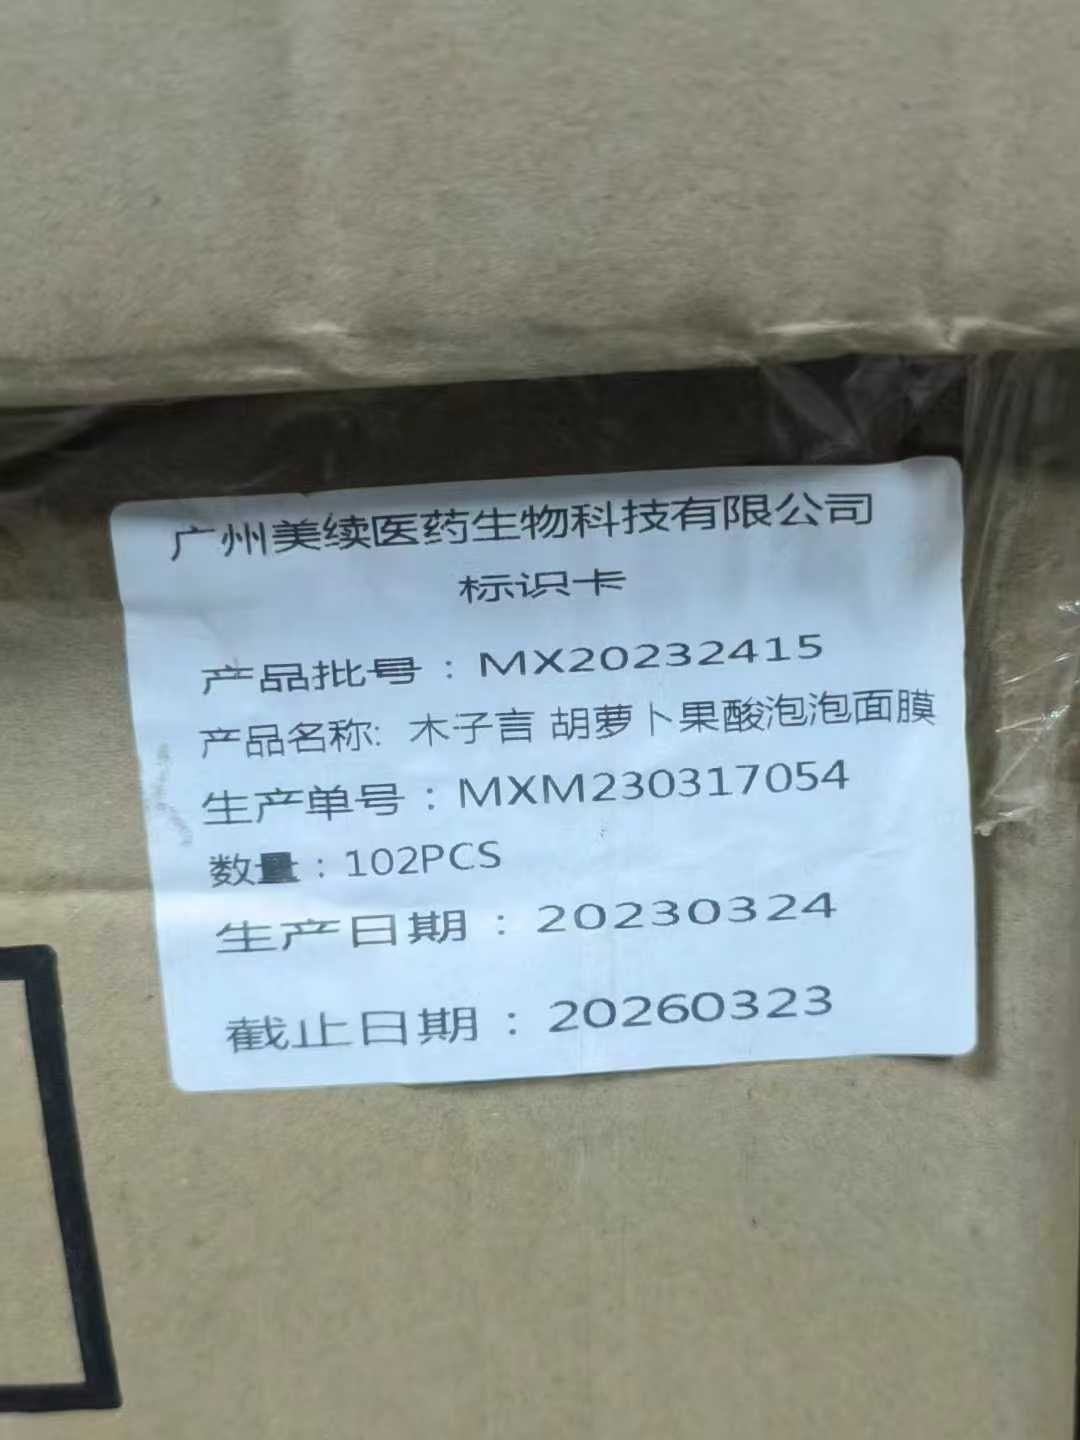 广州美续医药生物科技有限公司
标识卡
产品批号：MX20232415
产品名称: 木子言 胡萝卜果酸泡泡面膜
生产单号：MXM230317054
数量：102PCS
生产日期：20230324
截止日期：20260323